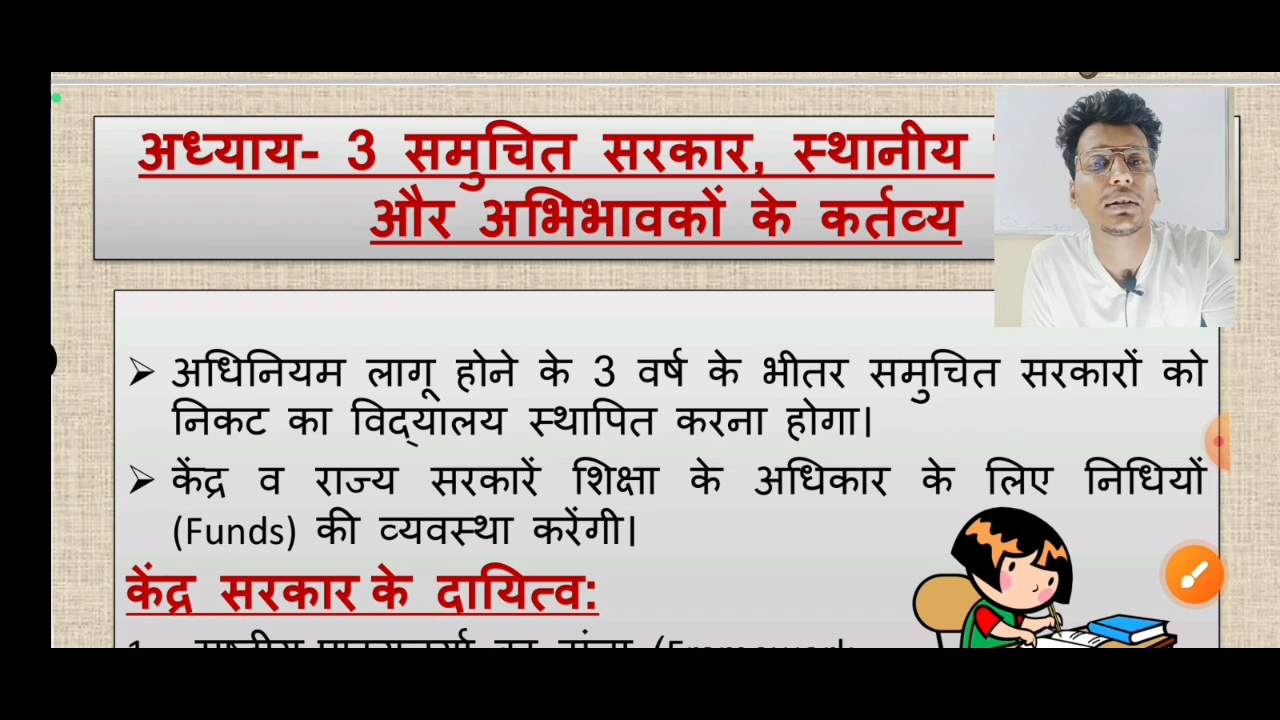 अध्याय- 3 समुचित सरकार, स्थानीय
और अभिभावकों के कर्तव्य
➢ अधिनियम लागू होने के 3 वर्ष के भीतर समुचित सरकारों को
निकट का विद्यालय स्थापित करना होगा।
➢ केंद्र व राज्य सरकारें शिक्षा के अधिकार के लिए निधियों
(Funds) की व्यवस्था करेंगी।
केंद्र सरकार के दायित्व: